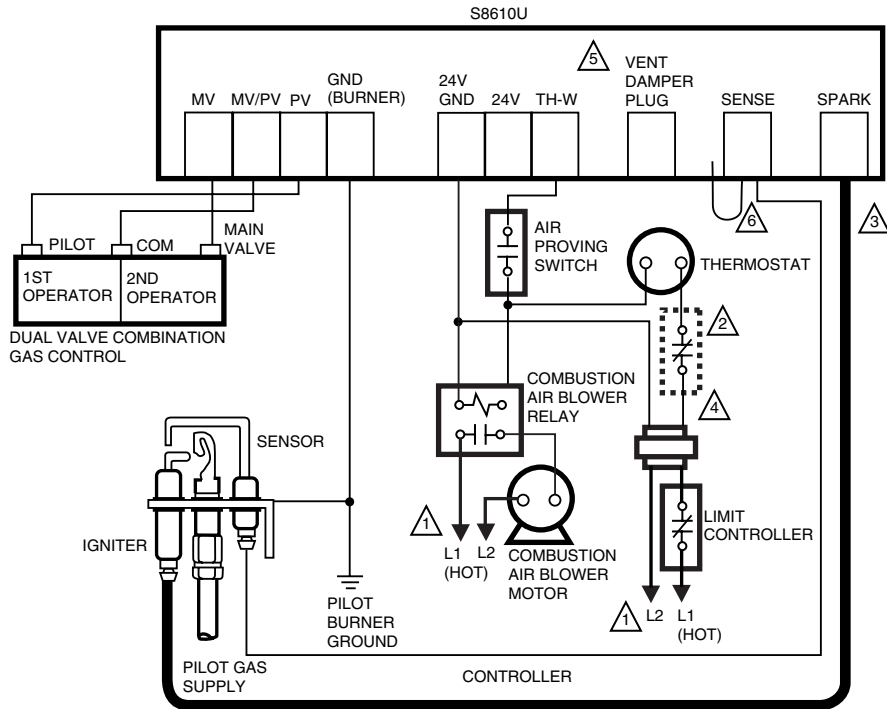 S8610U
5
MV
MV/PV
PV
GND
(BURNER)
24V
GND
24V
TH-W
VENT
DAMPER
PLUG
SENSE
SPARK
6
3
PILOT
COM
MAIN
VALVE
1ST
OPERATOR
2ND
OPERATOR
DUAL VALVE COMBINATION
GAS CONTROL
AIR
PROVING
SWITCH
THERMOSTAT
2
4
COMBUSTION
AIR BLOWER
RELAY
SENSOR
IGNITER
1
L1
(HOT)
L2
COMBUSTION
AIR BLOWER
MOTOR
LIMIT
CONTROLLER
1
L2
L1
(HOT)
PILOT
BURNER
GROUND
PILOT GAS
SUPPLY
CONTROLLER